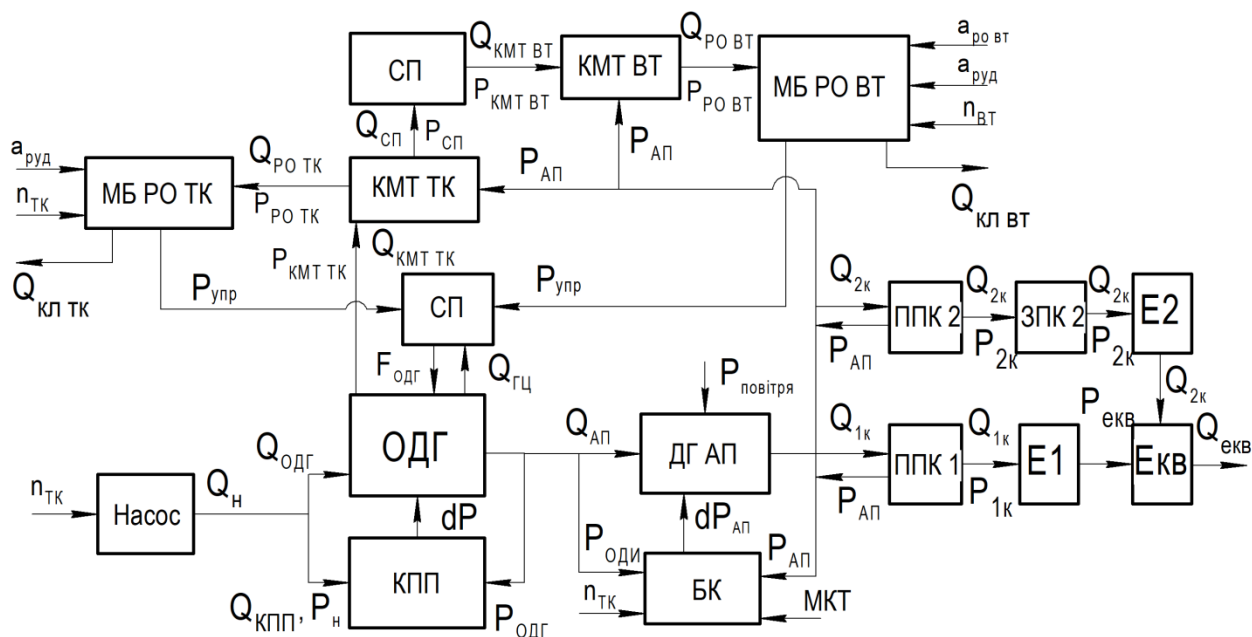 СП
Q КМТ ВТ
P КМТ ВТ
КМТ ВТ
Q РО ВТ
P РО ВТ
МБ РО ВТ
a ро вт
a руд
n ВТ
Q кл вт
Q СП
P СП
P АП
P АП
a руд
n ТК
МБ РО ТК
Q РО ТК
P РО ТК
КМТ ТК
Q кл тк
P КМТ ТК
Q КМТ ТК
P упр
СП
P упр
Q 2к
P АП
ППК 2
Q 2к
P 2к
ЗПК 2
Q 2к
P 2к
Е2
F ОДГ
Q ГЦ
P повітря
Q 2к
P екв
Q ОДГ
ОДГ
Q АП
ДГ АП
Q 1к
P АП
ППК 1
Q 1к
P 1к
Е1
Екв
Q екв
n ТК
Насос
Q н
dP
dP АП
P ОДИ
P АП
КПП
БК
n ТК
МКТ
Q КПП , P н
P ОДГ